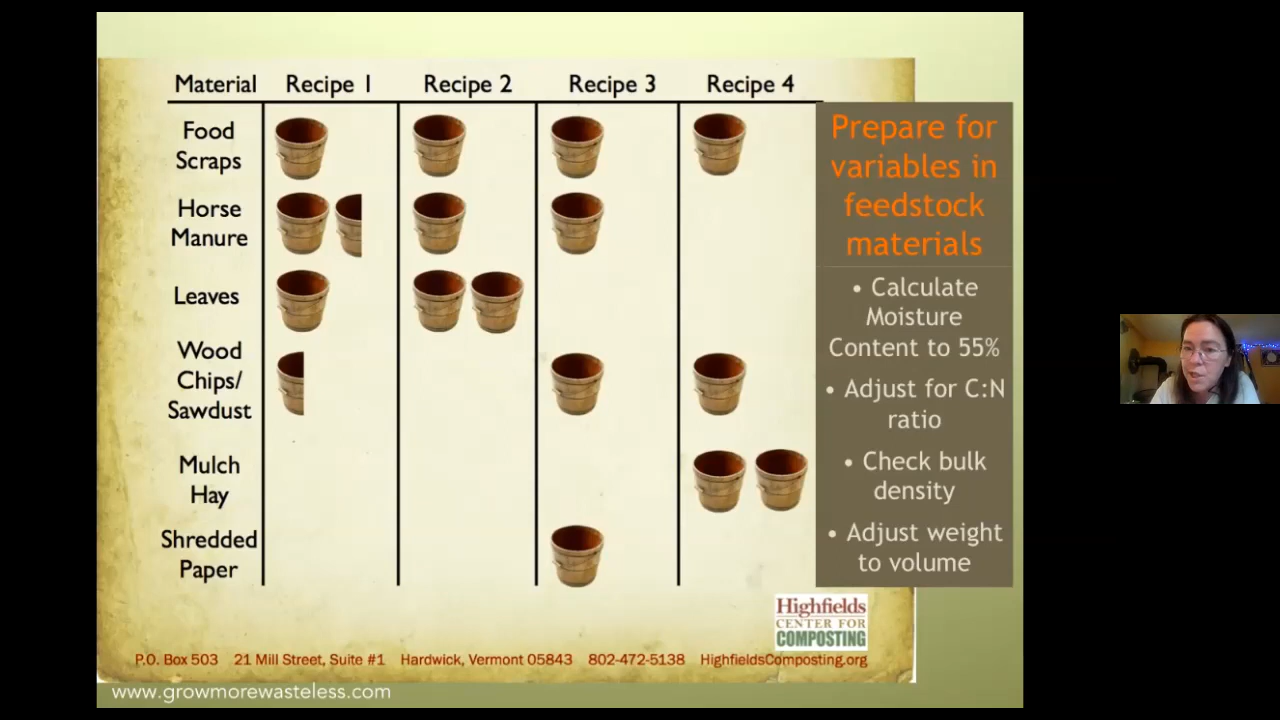 Material Recipe 1 Recipe 2 Recipe 3 Recipe 4
Food
Scraps
Horse
Manure
Leaves
Wood
Chips/
Sawdust
Mulch
Hay
Shredded
Paper
Prepare for
variables in
feedstock
materials
• Calculate
Moisture
Content to 55%
• Adjust for C:N
ratio
• Check bulk
density
• Adjust weight
to volume
Highfields
CENTER FOR
COMPOSTING
P.O. Box 503 21 Mill Street, Suite #1 Hardwick, Vermont 05843 802-472-5138 HighfieldsComposting.org
www.growmorewasteless.com